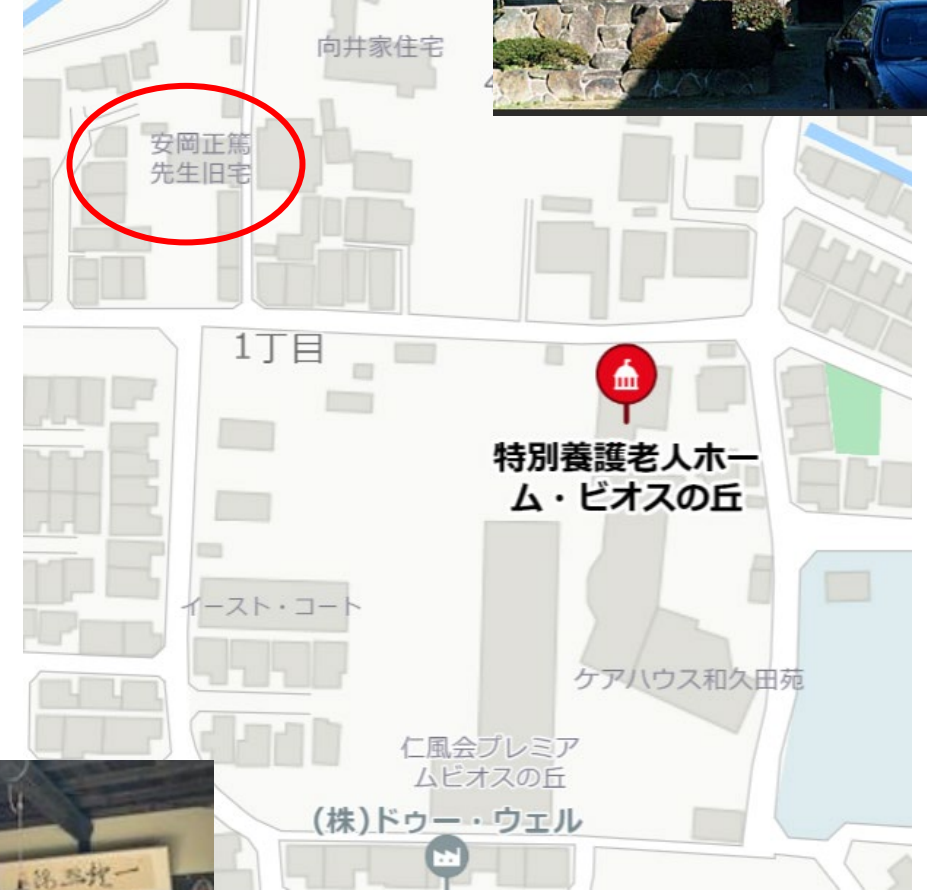 向井家住宅
安岡正篤
先生旧宅
1丁目
特別養護老人ホー
ム・ビオスの丘
イースト・コート
ケアハウス和久田苑
仁風会プレミア
ムビオスの丘
(株)ドゥー・ウェル